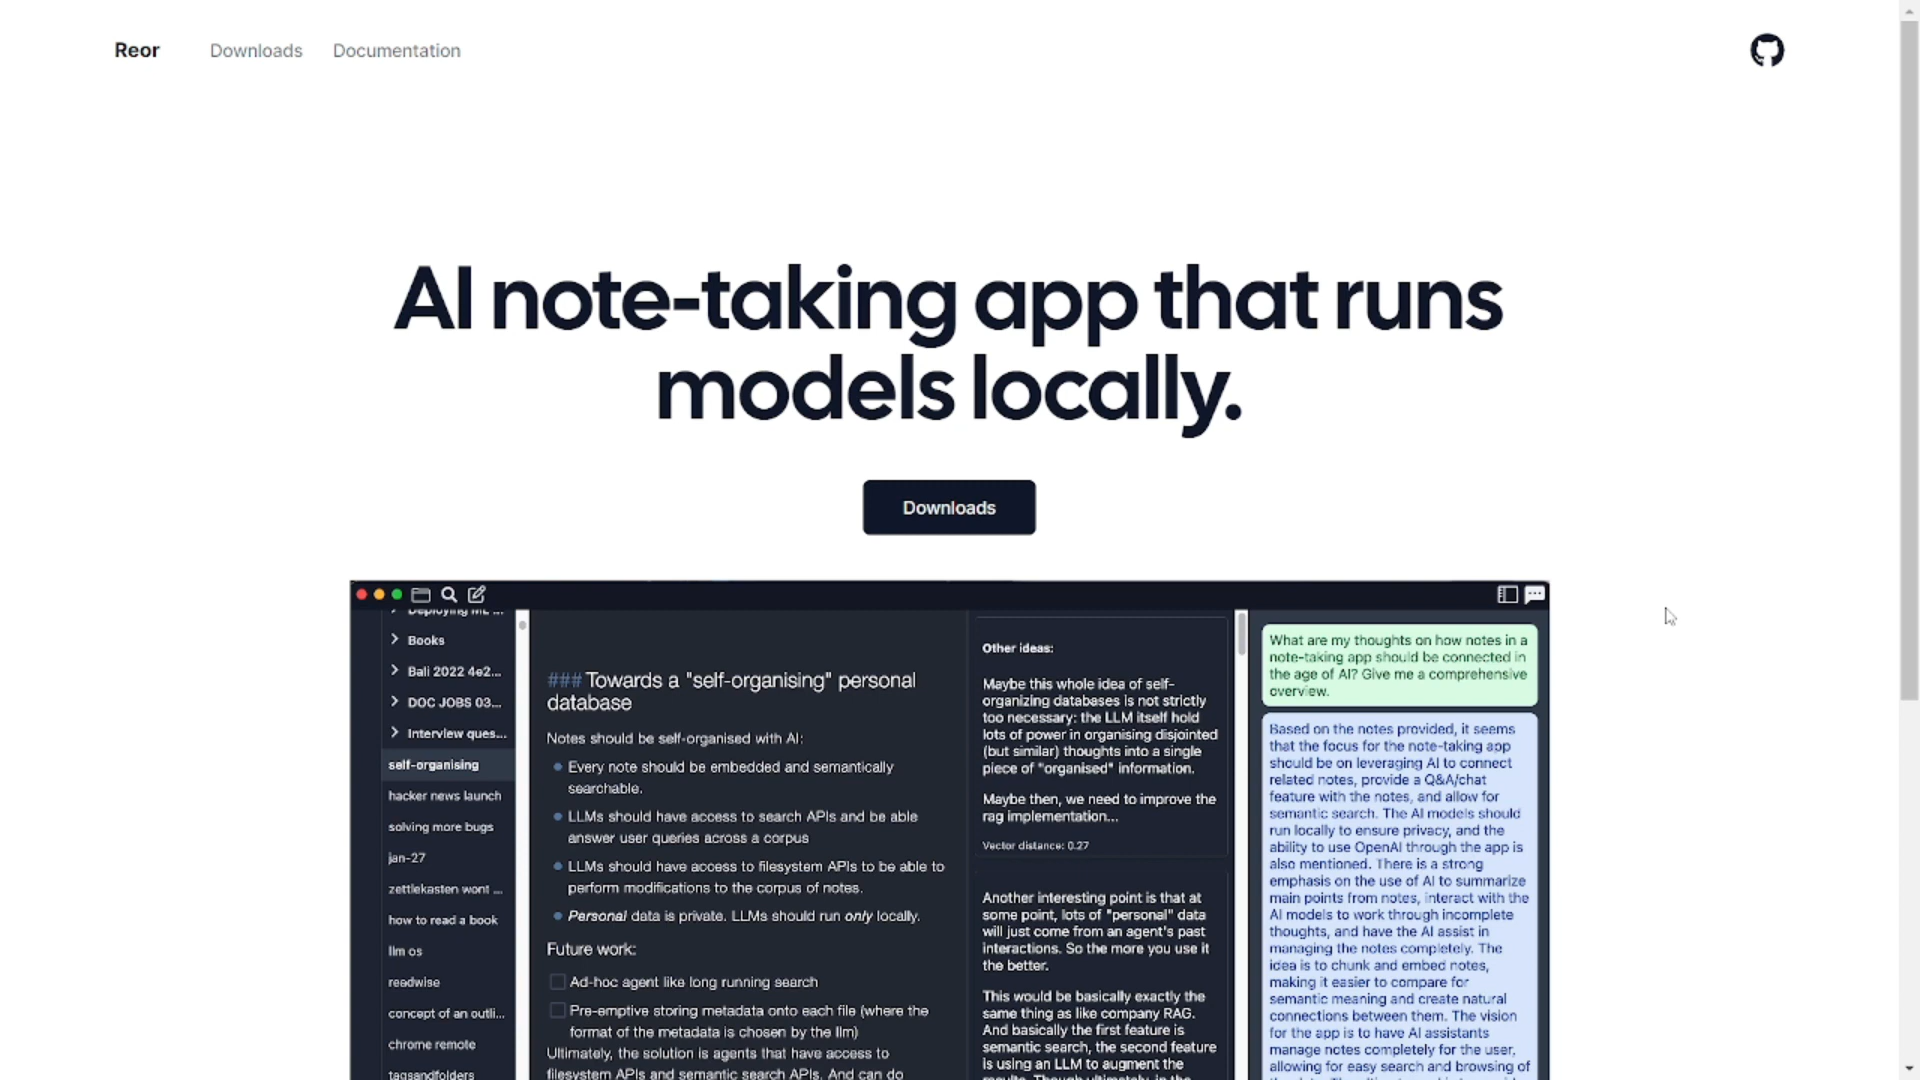 Reor
Downloads
Documentation
AI note-taking app that runs
models locally.
Downloads
Books
Bali 2022 4e2...
DOC JOBS 03...
Interview ques...
self-organising
hacker news launch
solving more bugs
jan-27
zettlekasten wont ...
how to read a book
llm os
readwise
concept of an outli...
chrome remote
tagsandfolders
### Towards a "self-organising" personal
database
Notes should be self-organised with AI:
Every note should be embedded and semantically
searchable.
LLMs should have access to search APIs and be able
answer user queries across a corpus
LLMs should have access to filesystem APIs to be able to
perform modifications to the corpus of notes.
Personal data is private. LLMs should run only locally.
Future work:
Ad-hoc agent like long running search
Pre-emptive storing metadata onto each file (where the
format of the metadata is chosen by the llm)
Ultimately, the solution is agents that have access to
filesystem APIs and semantic search APIs. And can do
Other ideas:
Maybe this whole idea of self-
organizing databases is not strictly
too necessary: the LLM itself hold
lots of power in organising disjointed
(but similar) thoughts into a single
piece of "organised" information.
Maybe then, we need to improve the
rag implementation...
Vector distance: 0.27
Another interesting point is that at
some point, lots of "personal" data
will just come from an agent's past
interactions. So the more you use it
the better.
This would be basically exactly the
same thing as like company RAG.
And basically the first feature is
semantic search, the second feature
is using an LLM to augment the
What are my thoughts on how notes in a
note-taking app should be connected in
the age of AI? Give me a comprehensive
overview.
Based on the notes provided, it seems
that the focus for the note-taking app
should be on leveraging AI to connect
related notes, provide a Q&A/chat
feature with the notes, and allow for
semantic search. The AI models should
run locally to ensure privacy, and the
ability to use OpenAI through the app is
also mentioned. There is a strong
emphasis on the use of AI to summarize
main points from notes, interact with the
AI models to work through incomplete
thoughts, and have the AI assist in
managing the notes completely. The
idea is to chunk and embed notes,
making it easier to compare for
semantic meaning and create natural
connections between them. The vision
for the app is to have AI assistants
manage notes completely for the user,
allowing for easy search and browsing of